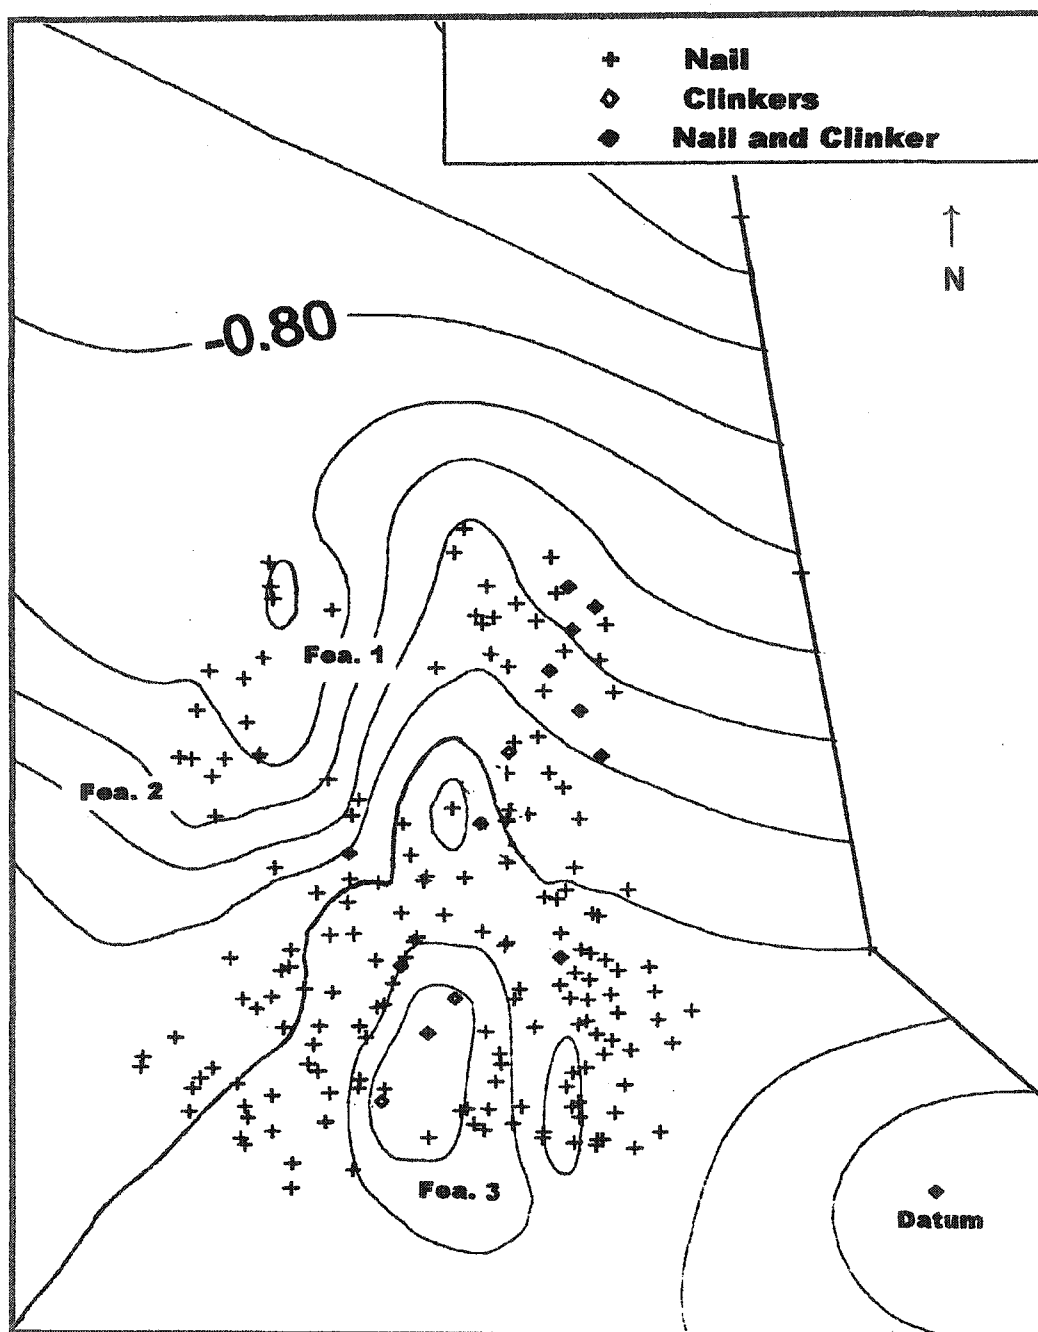 Nail
Clinkers
Nail and Clinker
N
-0.80
Fea. 1
Fea. 2
Fea. 3
Datum